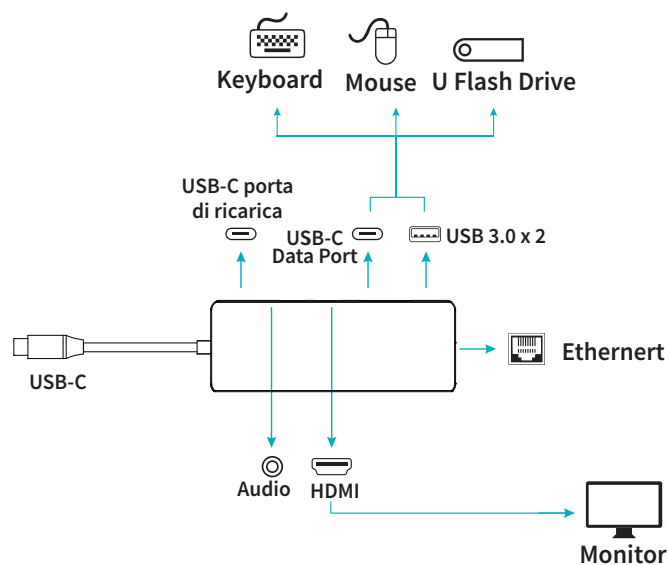 Keyboard
Mouse
U Flash Drive
USB-C porta
di ricarica
USB-C
Data Port
USB 3.0 x 2
USB-C
Ethernert
Audio
HDMI
Monitor